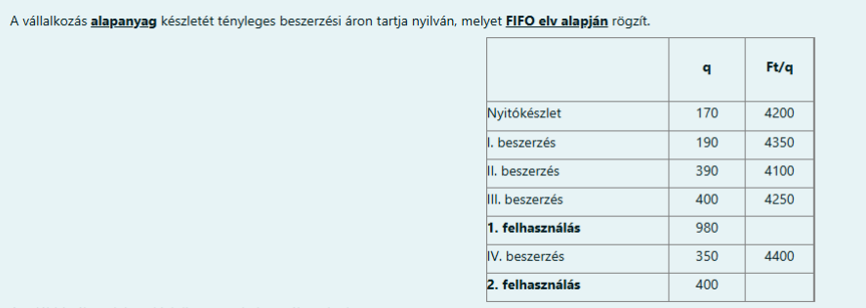 A vállalkozás alapanyag készletét tényleges beszerzési áron tartja nyilván, melyet FIFO elv alapján rögzít.
q Ft/q
Nyitókészlet 170 4200
I. beszerzés 190 4350
II. beszerzés 390 4100
III. beszerzés 400 4250
1. felhasználás 980
IV. beszerzés 350 4400
2. felhasználás 400